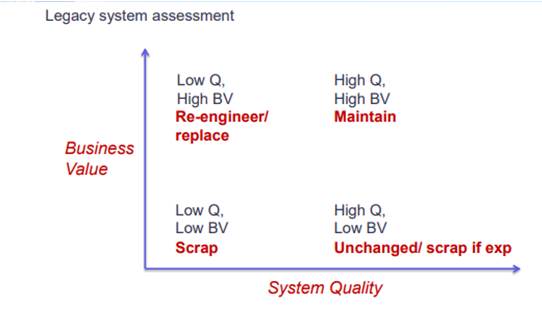 Legacy system assessment
Low Q,
High BV
Re-engineer/
replace
High Q,
High BV
Maintain
Business
Value
Low Q,
Low BV
Scrap
High Q,
Low BV
Unchanged/ scrap if exp
System Quality